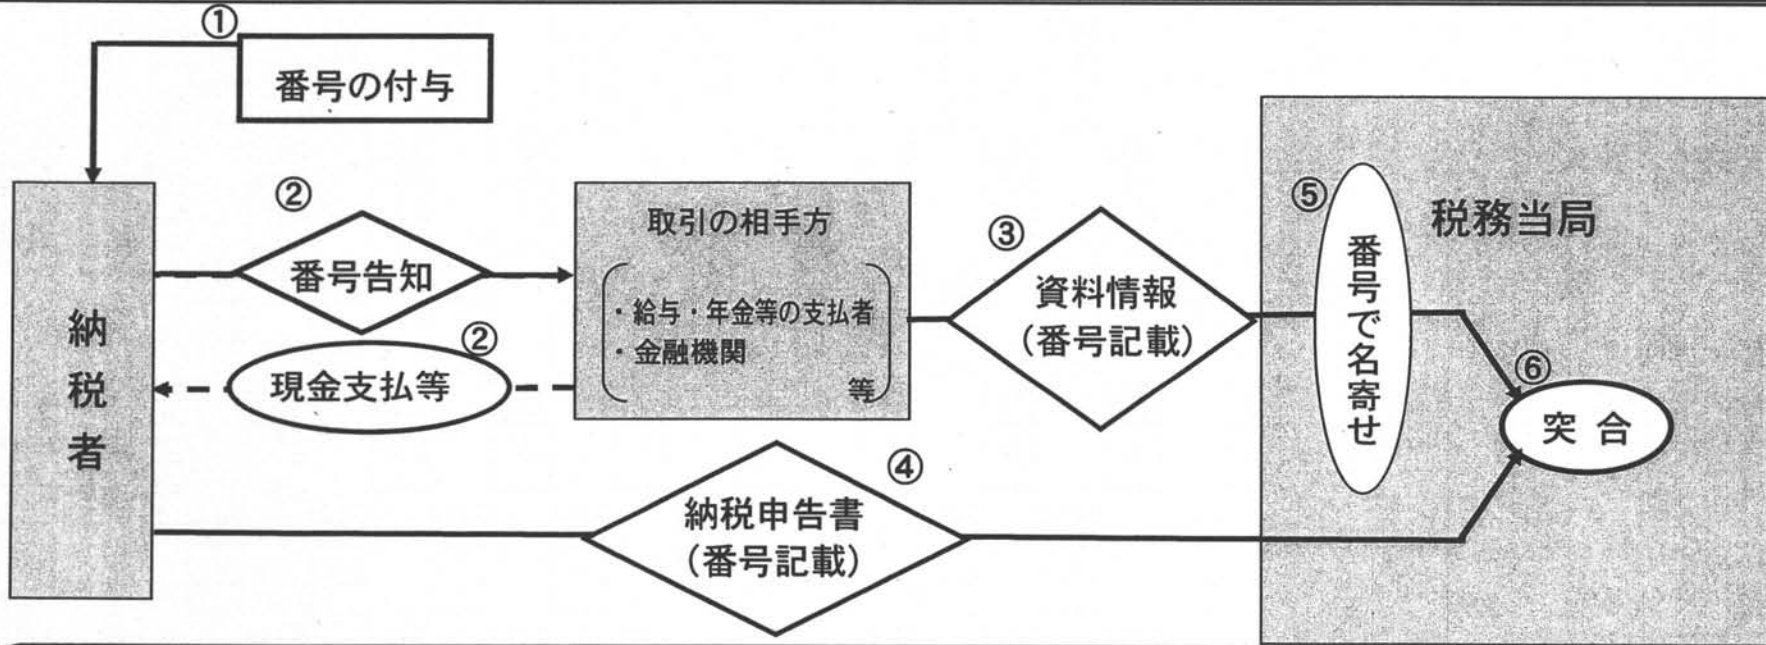 ①
番号の付与
納税者
②
番号告知
②
現金支払等
取引の相手方
・給与・年金等の支払者
・金融機関
等
③
資料情報
（番号記載）
④
納税申告書
（番号記載）
税務当局
⑤
番号で名寄せ
⑥
突合